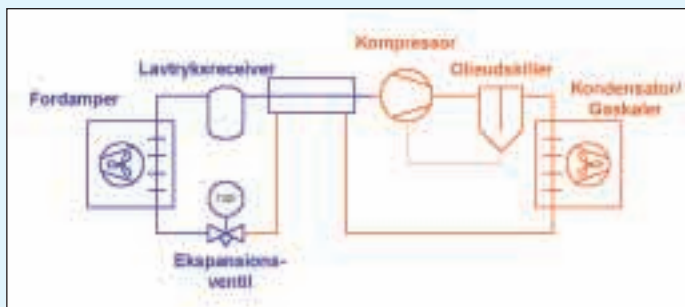 Kompressor
Lavtryksreceiver
Olieudskiller
Fordamper
Kondensator/
Gaskøler
Ekspansions-
ventil